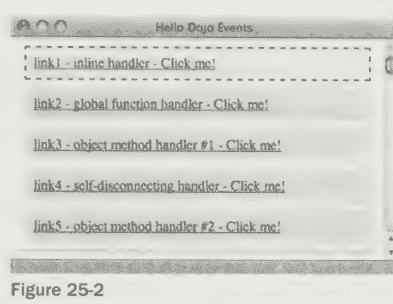 Hello Dojo Events
link1 - inline handler - Click me!
link2 - global function handler - Click me!
link3 - object method handler #1 - Click me!
link4 - self-disconnecting handler - Click me!
link5 - object method handler #2 - Click me!
Figure 25-2